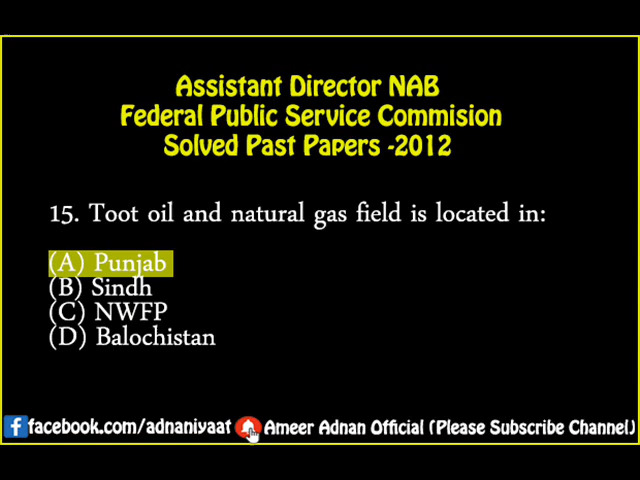 Assistant Director NAB
Federal Public Service Commision
Solved Past Papers -2012
15. Toot oil and natural gas field is located in:
(A) Punjab
(B) Sindh
(C) NWFP
(D) Balochistan
facebook.com/adnaniyaat Ameer Adnan Official (Please Subscribe Channel)